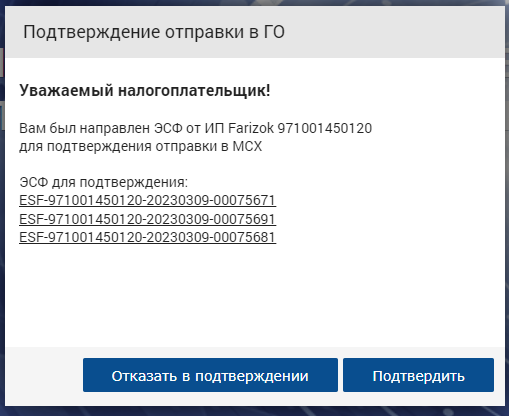 Подтверждение отправки в ГО
Уважаемый налогоплательщик!
Вам был направлен ЭСФ от ИП Farizok 971001450120
для подтверждения отправки в МСХ
ЭСФ для подтверждения:
ESF-971001450120-20230309-00075671
ESF-971001450120-20230309-00075691
ESF-971001450120-20230309-00075681
Отказать в подтверждении
Подтвердить